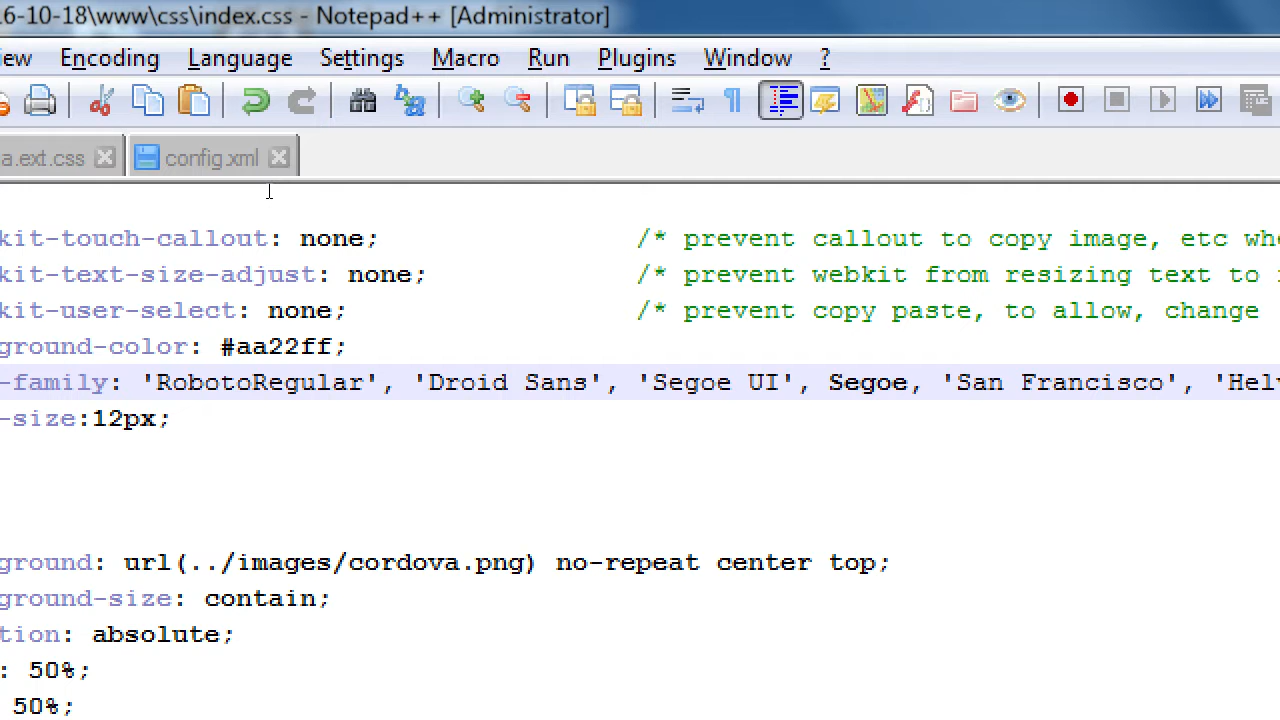 6-10-18\www\css\index.css - Notepad++ [Administrator]
ew Encoding Language Settings Macro Run Plugins Window ?
a.ext.css config.xml
kit-touch-callout: none; /* prevent callout to copy image, etc whe
kit-text-size-adjust: none; /* prevent webkit from resizing text to
kit-user-select: none; /* prevent copy paste, to allow, change
ground-color: #aa22ff;
-family: 'RobotoRegular', 'Droid Sans', 'Segoe UI', Segoe, 'San Francisco', 'Hel
-size:12px;
ground: url(../images/cordova.png) no-repeat center top;
ground-size: contain;
tion: absolute;
: 50%;
50%;